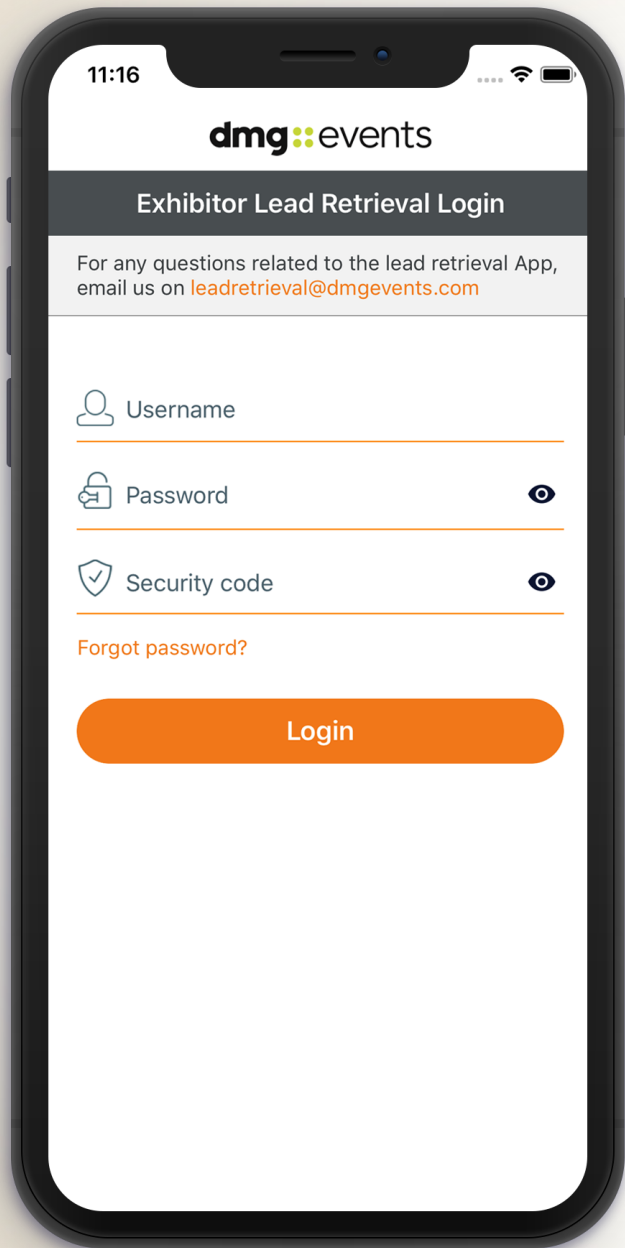 11:16
dmg::events
Exhibitor Lead Retrieval Login
For any questions related to the lead retrieval App,
email us on leadretrieval@dmgevents.com
Username
Password
Security code
Forgot password?
Login